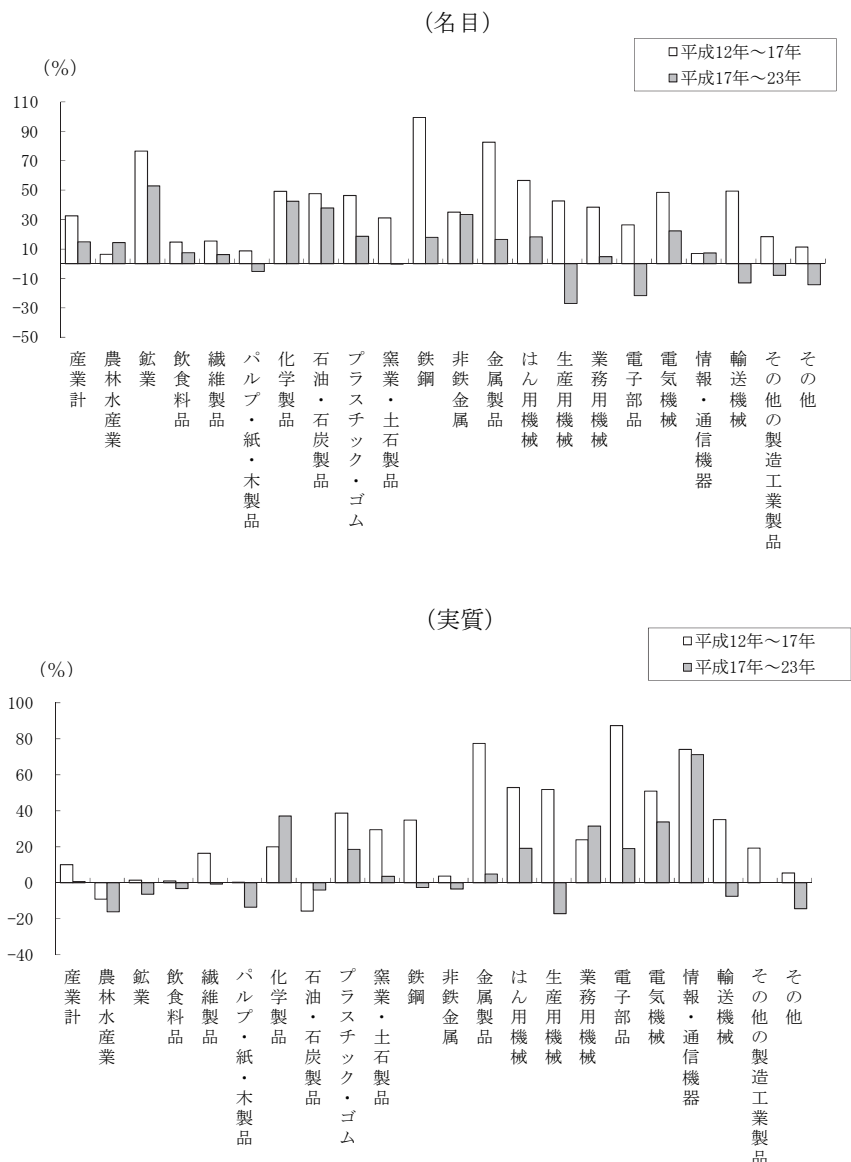 （名目）
□平成12年～17年
■平成17年～23年
（%）
110
90
70
50
30
10
−10
−30
−50
産業計
農林水産業
鉱業
飲食料品
繊維製品
パルプ・紙・木製品
化学製品
石油・石炭製品
プラスチック・ゴム
窯業・土石製品
鉄鋼
非鉄金属
金属製品
はん用機械
生産用機械
業務用機械
電子部品
電気機械
情報・通信機器
輸送機械
その他の製造工業製品
その他
（実質）
□平成12年～17年
■平成17年～23年
（%）
100
80
60
40
20
0
−20
−40
産業計
農林水産業
鉱業
飲食料品
繊維製品
パルプ・紙・木製品
化学製品
石油・石炭製品
プラスチック・ゴム
窯業・土石製品
鉄鋼
非鉄金属
金属製品
はん用機械
生産用機械
業務用機械
電子部品
電気機械
情報・通信機器
輸送機械
その他の製造工業製品
その他